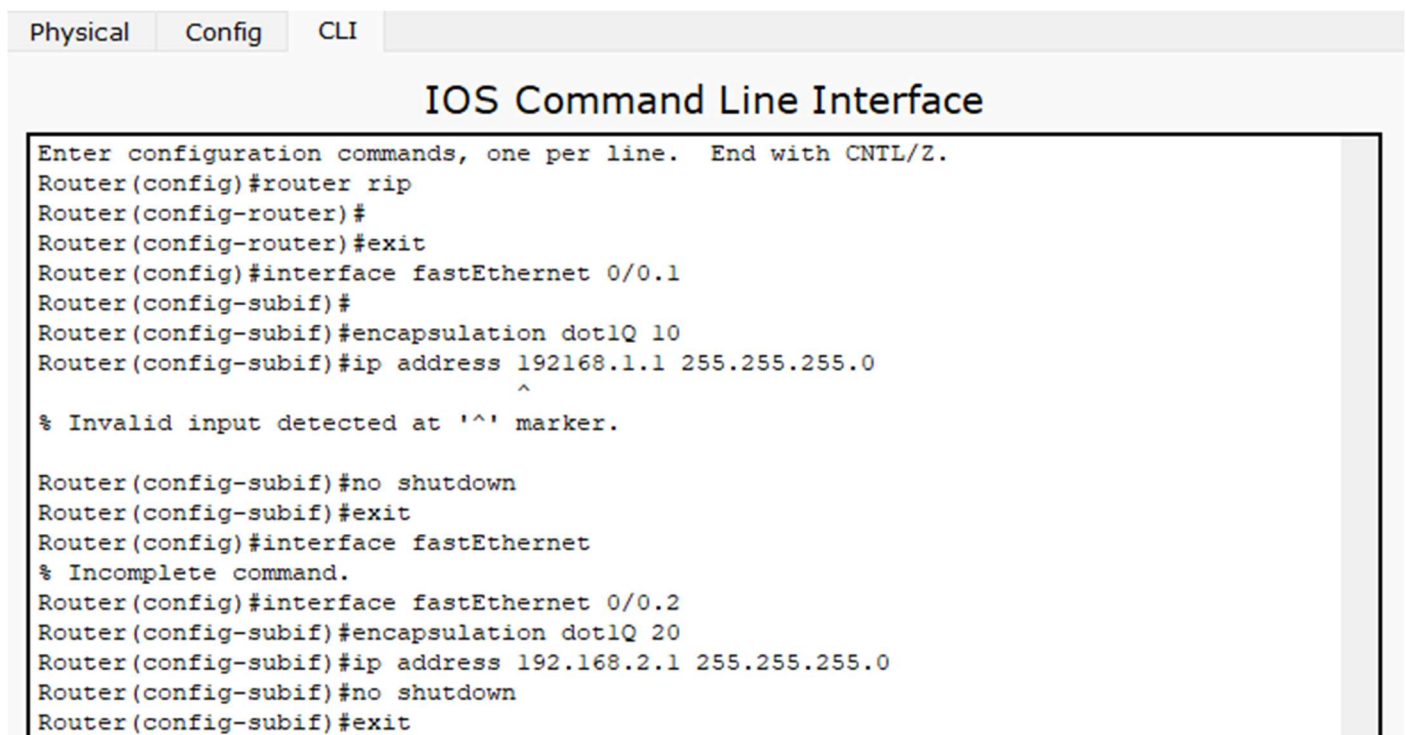 Physical Config CLI
IOS Command Line Interface
Enter configuration commands, one per line.  End with CNTL/Z.
Router(config)#router rip
Router(config-router)#
Router(config-router)#exit
Router(config)#interface fastEthernet 0/0.1
Router(config-subif)#
Router(config-subif)#encapsulation dot1Q 10
Router(config-subif)#ip address 192168.1.1 255.255.255.0
^
% Invalid input detected at '^' marker.
Router(config-subif)#no shutdown
Router(config-subif)#exit
Router(config)#interface fastEthernet
% Incomplete command.
Router(config)#interface fastEthernet 0/0.2
Router(config-subif)#encapsulation dot1Q 20
Router(config-subif)#ip address 192.168.2.1 255.255.255.0
Router(config-subif)#no shutdown
Router(config-subif)#exit